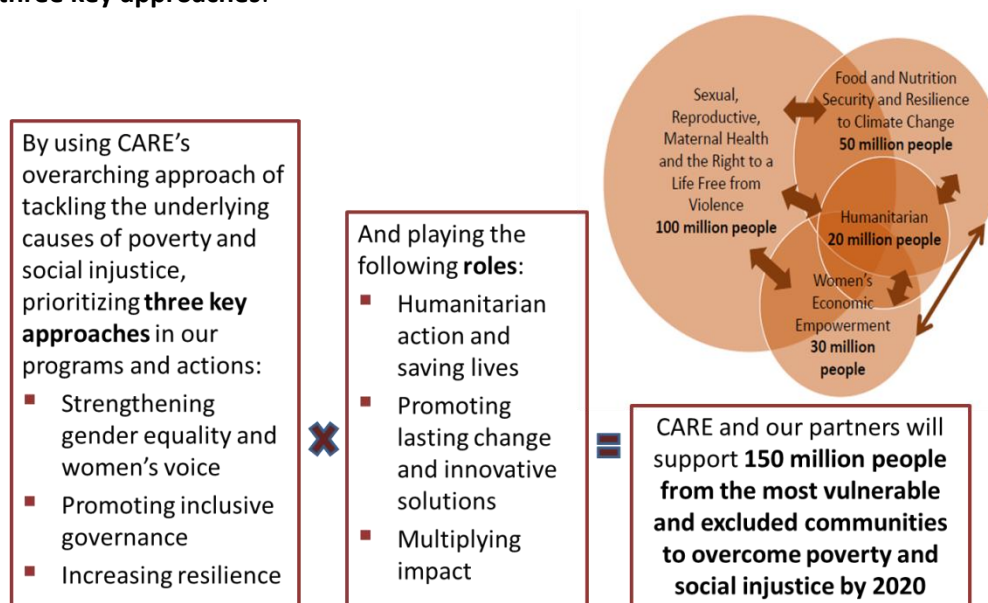 three key approaches.
By using CARE's
overarching approach of
tackling the underlying
causes of poverty and
social injustice,
prioritizing three key
approaches in our
programs and actions:
▪ Strengthening
gender equality and
women's voice
▪ Promoting inclusive
governance
▪ Increasing resilience
And playing the
following roles:
▪ Humanitarian
action and
saving lives
▪ Promoting
lasting change
and innovative
solutions
▪ Multiplying
impact
Sexual,
Reproductive,
Maternal Health
and the Right to a
Life Free from
Violence
100 million people
Food and Nutrition
Security and Resilience
to Climate Change
50 million people
Humanitarian
20 million people
Women's
Economic
Empowerment
30 million
people
CARE and our partners will
support 150 million people
from the most vulnerable
and excluded communities
to overcome poverty and
social injustice by 2020